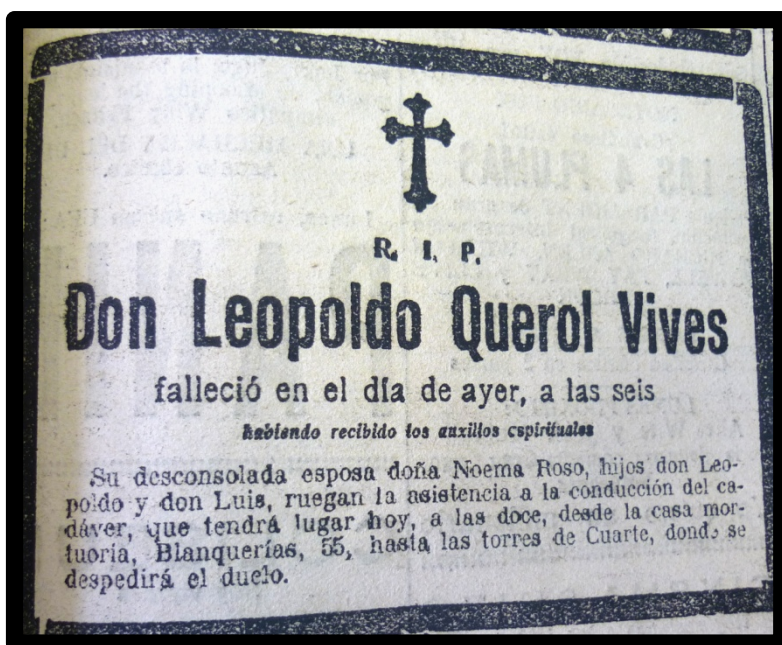 R. I. P.
Don Leopoldo Querol Vives
falleció en el día de ayer, a las seis
habiendo recibido los auxilios espirituales
Su desconsolada esposa doña Noema Roso, hijos don Leo-
poldo y don Luis, ruegan la asistencia a la conducción del ca-
dáver, que tendrá lugar hoy, a las doce, desde la casa mor-
tuoria, Blanquerías, 55, hasta las torres de Cuarte, donde se
despedirá el duelo.